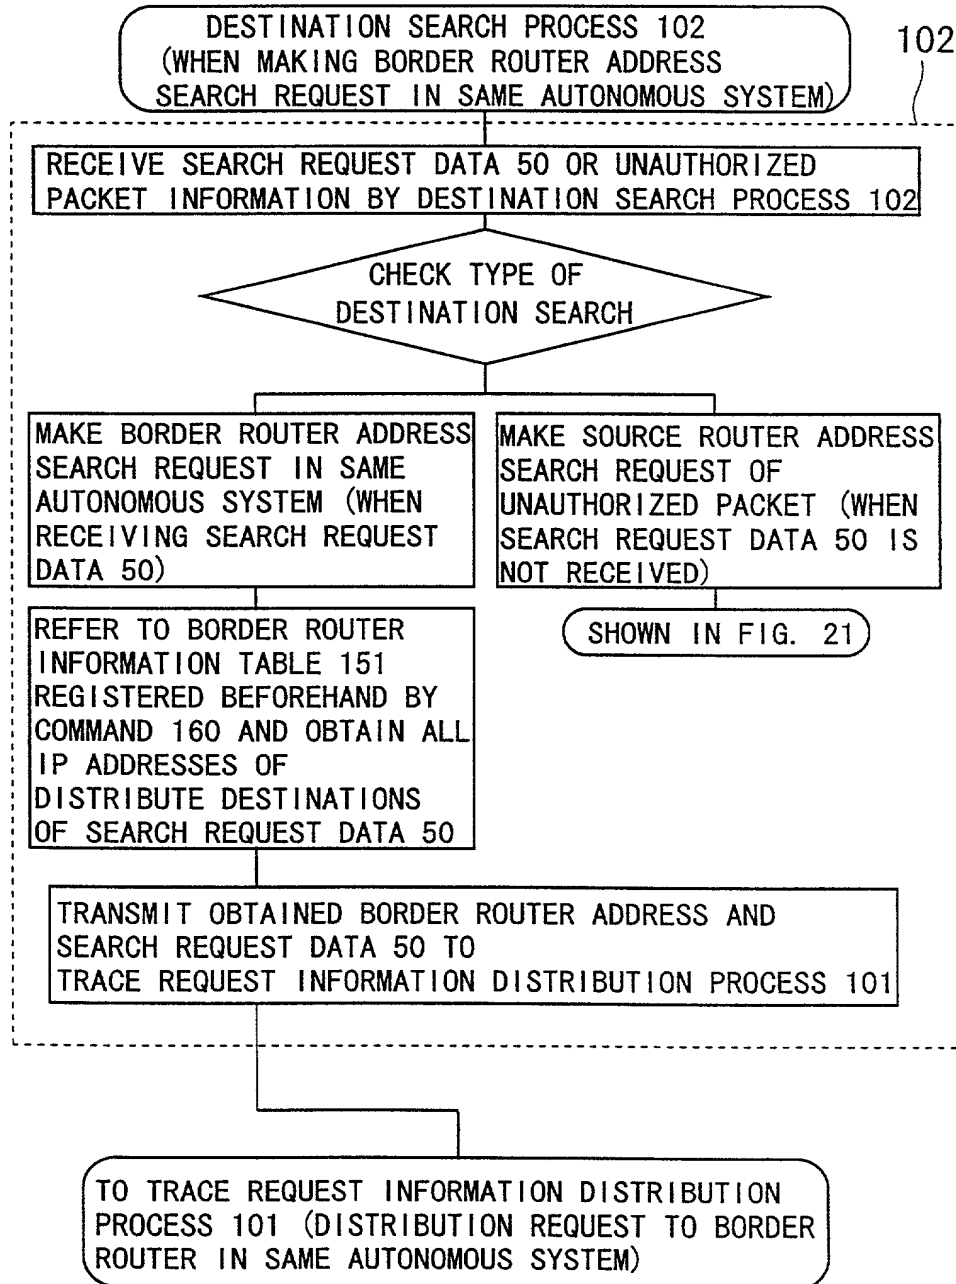 DESTINATION SEARCH PROCESS 102
(WHEN MAKING BORDER ROUTER ADDRESS
SEARCH REQUEST IN SAME AUTONOMOUS SYSTEM)
102
RECEIVE SEARCH REQUEST DATA 50 OR UNAUTHORIZED
PACKET INFORMATION BY DESTINATION SEARCH PROCESS 102
CHECK TYPE OF
DESTINATION SEARCH
MAKE BORDER ROUTER ADDRESS
SEARCH REQUEST IN SAME
AUTONOMOUS SYSTEM (WHEN
RECEIVING SEARCH REQUEST
DATA 50)
MAKE SOURCE ROUTER ADDRESS
SEARCH REQUEST OF
UNAUTHORIZED PACKET (WHEN
SEARCH REQUEST DATA 50 IS
NOT RECEIVED)
REFER TO BORDER ROUTER
INFORMATION TABLE 151
REGISTERED BEFOREHAND BY
COMMAND 160 AND OBTAIN ALL
IP ADDRESSES OF
DISTRIBUTE DESTINATIONS
OF SEARCH REQUEST DATA 50
SHOWN IN FIG. 21
TRANSMIT OBTAINED BORDER ROUTER ADDRESS AND
SEARCH REQUEST DATA 50 TO
TRACE REQUEST INFORMATION DISTRIBUTION PROCESS 101
TO TRACE REQUEST INFORMATION DISTRIBUTION
PROCESS 101 (DISTRIBUTION REQUEST TO BORDER
ROUTER IN SAME AUTONOMOUS SYSTEM)